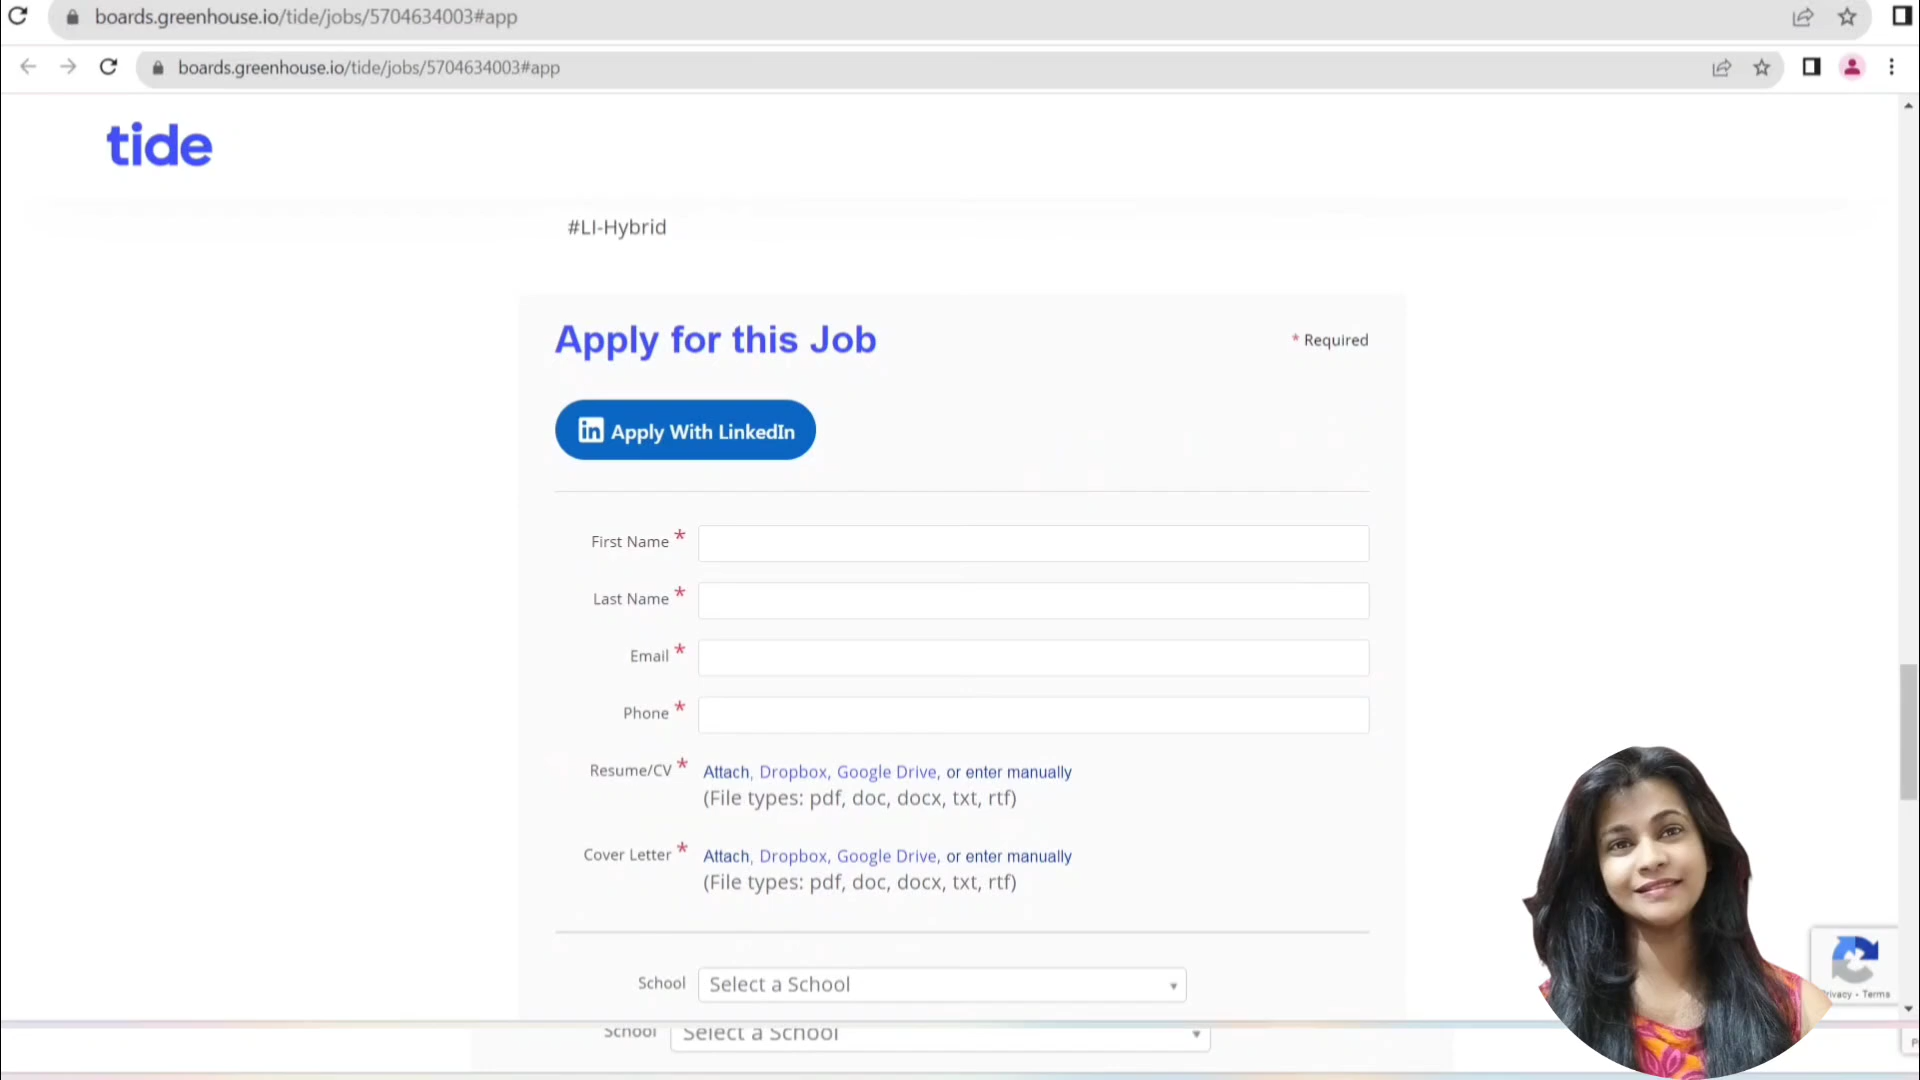 boards.greenhouse.io/tide/jobs/5704634003#app
boards.greenhouse.io/tide/jobs/5704634003#app
tide
#LI-Hybrid
Apply for this Job
* Required
in Apply With LinkedIn
First Name *
Last Name *
Email *
Phone *
Resume/CV * Attach, Dropbox, Google Drive, or enter manually
(File types: pdf, doc, docx, txt, rtf)
Cover Letter * Attach, Dropbox, Google Drive, or enter manually
(File types: pdf, doc, docx, txt, rtf)
School Select a School
Privacy - Terms
School Select a School